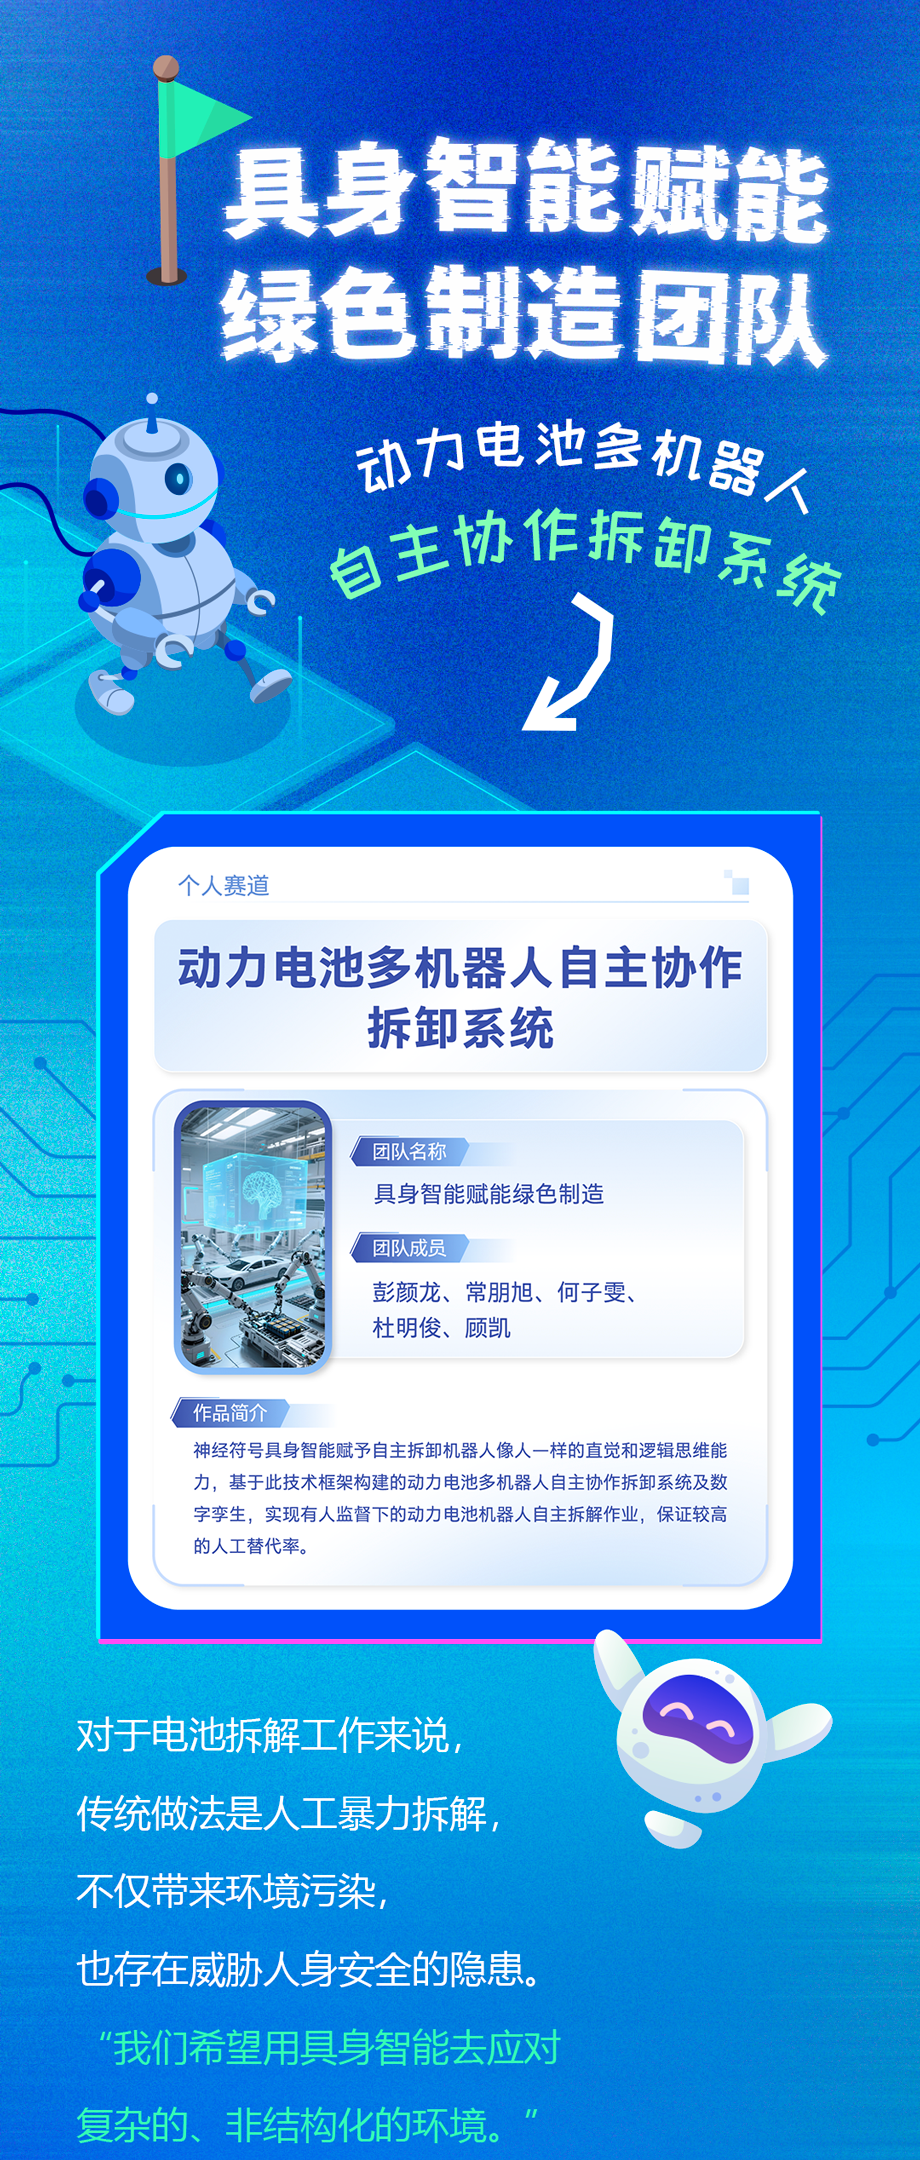 具身智能赋能
绿色制造团队
动力电池多机器人
自主协作拆卸系统
个人赛道
动力电池多机器人自主协作
拆卸系统
团队名称
具身智能赋能绿色制造
团队成员
彭颜龙、常朋旭、何子雯、
杜明俊、顾凯
作品简介
神经符号具身智能赋予自主拆卸机器人像人一样的直觉和逻辑思维能
力，基于此技术框架构建的动力电池多机器人自主协作拆卸系统及数
字孪生，实现有人监督下的动力电池机器人自主拆解作业，保证较高
的人工替代率。
对于电池拆解工作来说，
传统做法是人工暴力拆解，
不仅带来环境污染，
也存在威胁人身安全的隐患。
“我们希望用具身智能去应对
复杂的、非结构化的环境。”